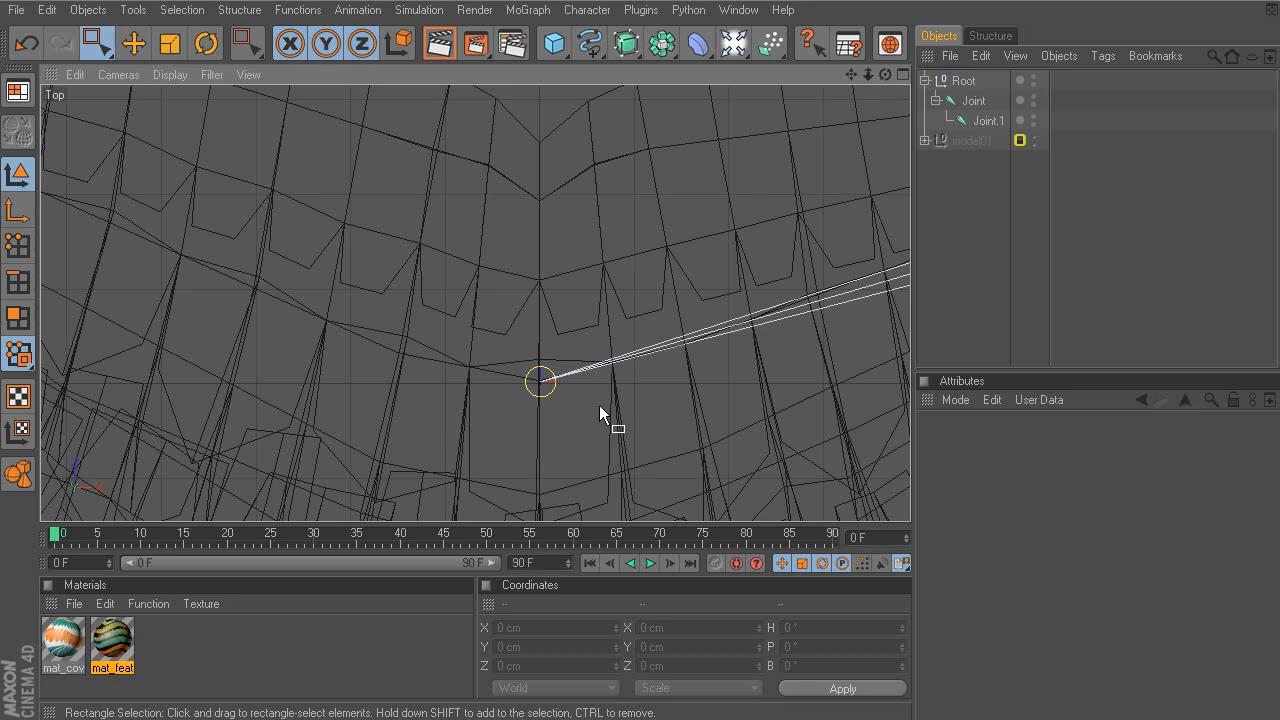 File Edit Objects Tools Selection Structure Functions Animation Simulation Render MoGraph Character Plugins Python Window Help
Objects Structure
File Edit View Objects Tags Bookmarks
Edit Cameras Display Filter View
Top
Root
Joint
Joint.1
model01
Attributes
Mode Edit User Data
X
Z
0 5 10 15 20 25 30 35 40 45 50 55 60 65 70 75 80 85 90 0 F
0 F 0 F 90 F 90 F
Materials
File Edit Function Texture
mat_cov mat_feat
Coordinates
-- -- --
X 0 cm X 0 cm H 0 °
Y 0 cm Y 0 cm P 0 °
Z 0 cm Z 0 cm B 0 °
World Scale Apply
MAXON
CINEMA 4D
Rectangle Selection: Click and drag to rectangle-select elements. Hold down SHIFT to add to the selection, CTRL to remove.